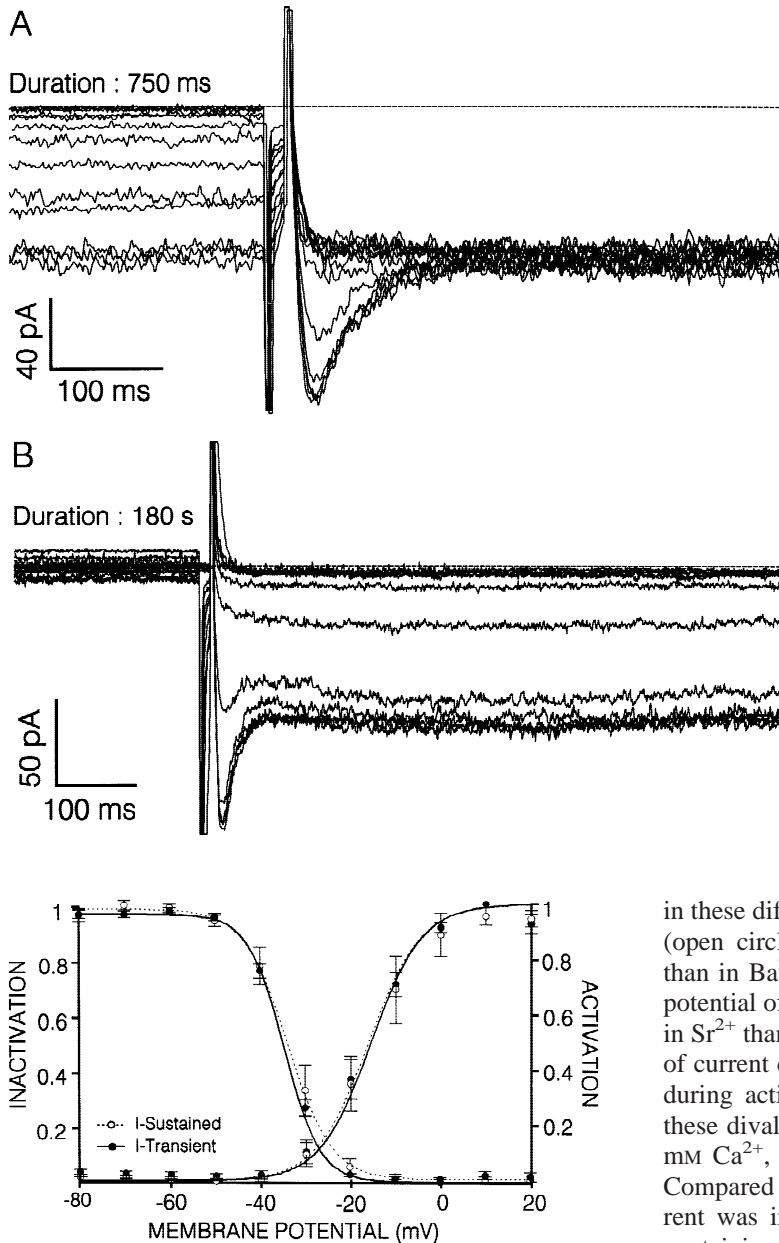 A
Duration : 750 ms
40 pA
100 ms
B
Duration : 180 s
50 pA
100 ms
INACTIVATION
1
0.8
0.6
0.4
0.2
I-Sustained
I-Transient
1
0.8
0.6
0.4
0.2
ACTIVATION
-80 -60 -40 -20 0 20
MEMBRANE POTENTIAL (mV)
in these dif
(open circl
than in Ba
potential o
in Sr²⁺ than
of current c
during acti
these dival
mM Ca²⁺,
Compared
rent was in